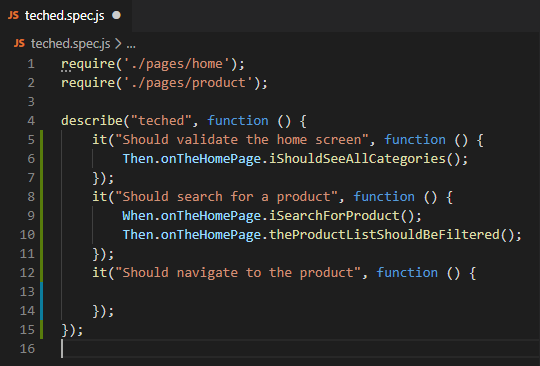 JS teched.spec.js ●
JS teched.spec.js > ...
1 require('./pages/home');
2 require('./pages/product');
3
4 describe("teched", function () {
5     it("Should validate the home screen", function () {
6         Then.onTheHomePage.iShouldSeeAllCategories();
7     });
8     it("Should search for a product", function () {
9         When.onTheHomePage.iSearchForProduct();
10         Then.onTheHomePage.theProductListShouldBeFiltered();
11     });
12     it("Should navigate to the product", function () {
13
14     });
15 });
16